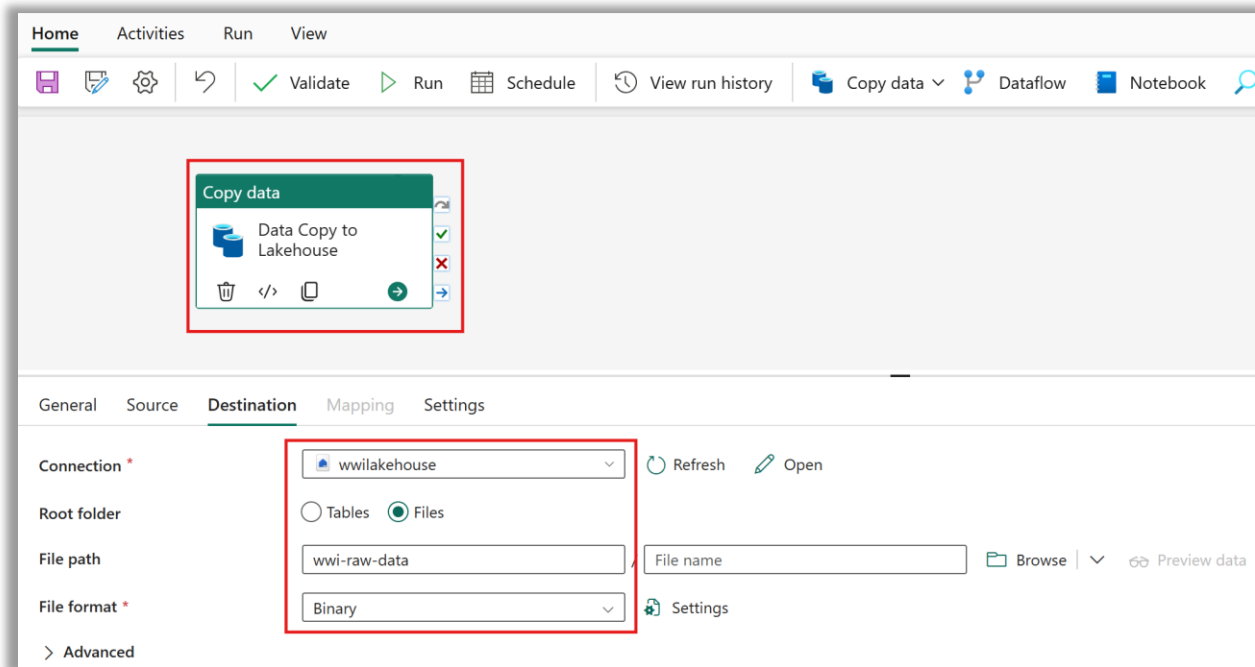 Home Activities Run View
Validate Run Schedule View run history Copy data Dataflow Notebook
Copy data
Data Copy to
Lakehouse
</>
General Source Destination Mapping Settings
Connection * wwilakehouse Refresh Open
Root folder Tables Files
File path wwi-raw-data / File name Browse Preview data
File format * Binary Settings
Advanced